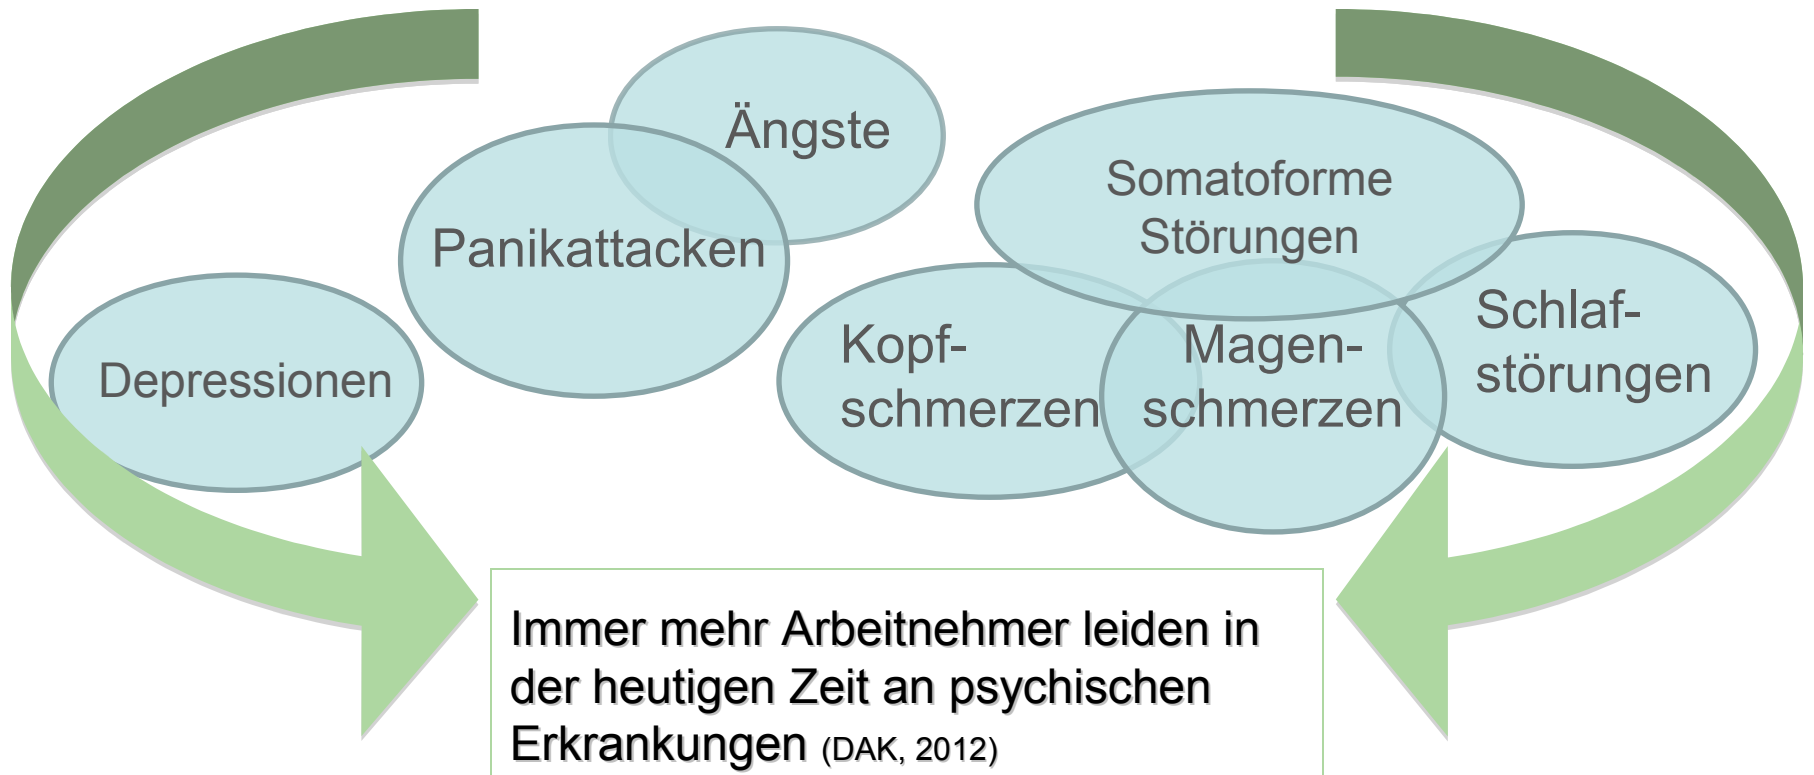 Ängste
Panikattacken
Depressionen
Somatoforme
Störungen
Kopf-
schmerzen
Magen-
schmerzen
Schlaf-
störungen
Immer mehr Arbeitnehmer leiden in
der heutigen Zeit an psychischen
Erkrankungen (DAK, 2012)